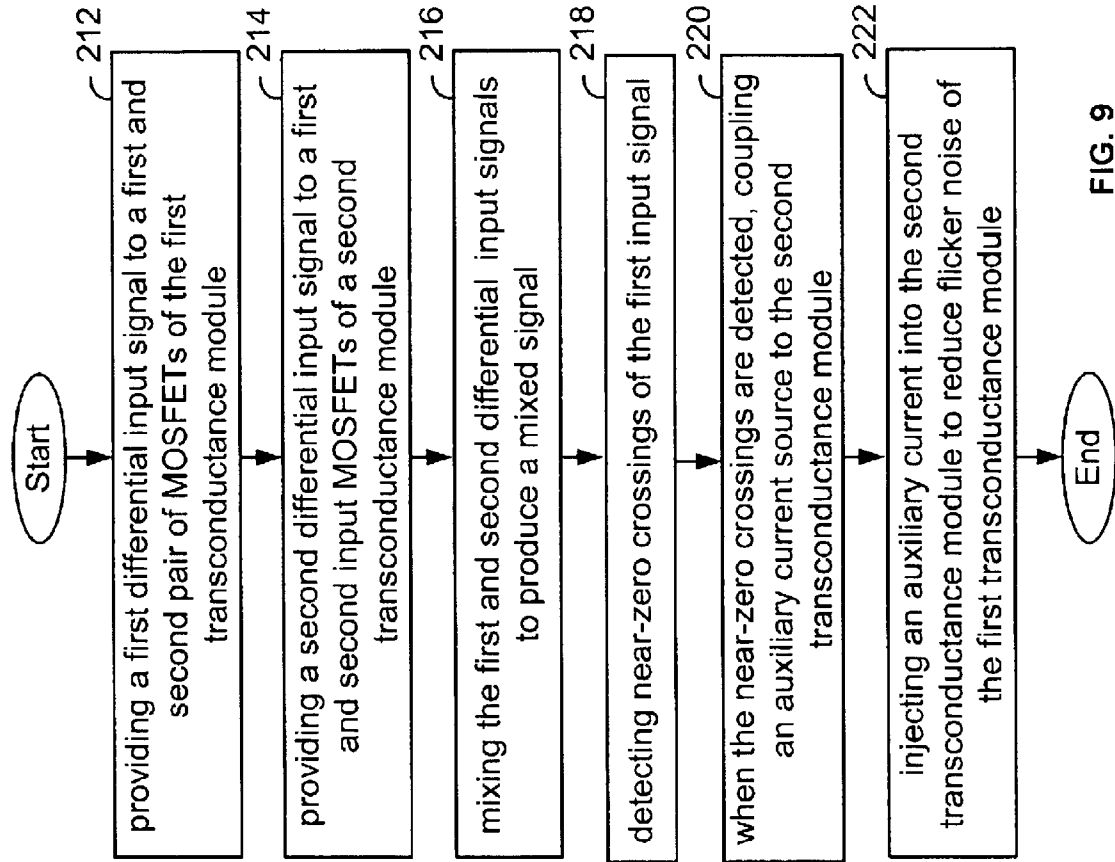 Start
212
providing a first differential input signal to a first and
second pair of MOSFETs of the first
transconductance module
214
providing a second differential input signal to a first
and second input MOSFETs of a second
transconductance module
216
mixing the first and second differential input signals
to produce a mixed signal
218
detecting near-zero crossings of the first input signal
220
when the near-zero crossings are detected, coupling
an auxiliary current source to the second
transconductance module
222
injecting an auxiliary current into the second
transconductance module to reduce flicker noise of
the first transconductance module
End
FIG. 9